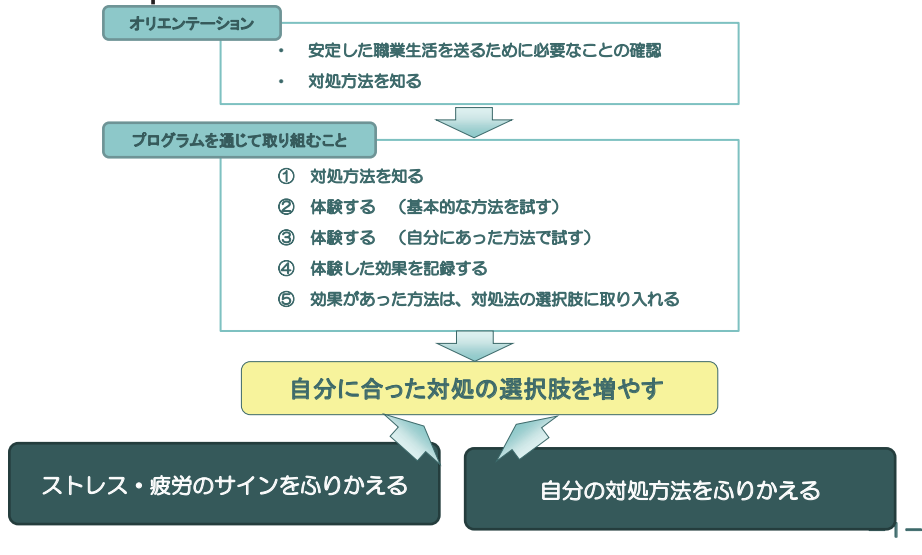 オリエンテーション
・ 安定した職業生活を送るために必要なことの確認
・ 対処方法を知る
プログラムを通じて取り組むこと
① 対処方法を知る
② 体験する （基本的な方法を試す）
③ 体験する （自分にあった方法で試す）
④ 体験した効果を記録する
⑤ 効果があった方法は、対処法の選択肢に取り入れる
自分に合った対処の選択肢を増やす
ストレス・疲労のサインをふりかえる
自分の対処方法をふりかえる